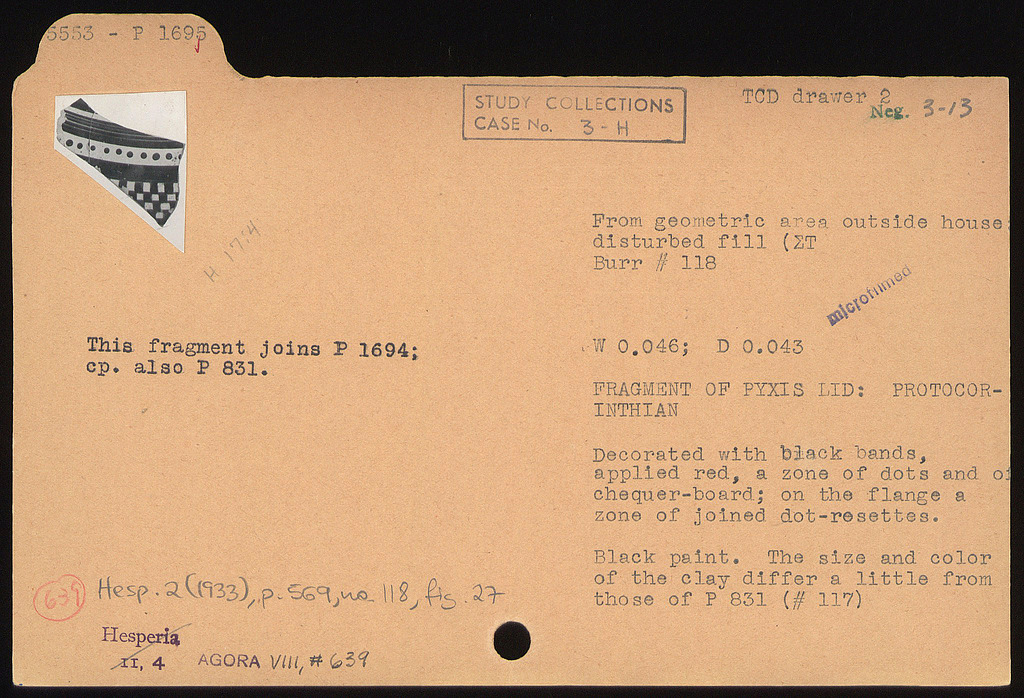 5553 - P 1695
STUDY COLLECTIONS
CASE No. 3-H
TCD drawer 2
Neg. 3-13
H 17:4
From geometric area outside house;
disturbed fill (ΣΤ
Burr # 118
microfilmed
This fragment joins P 1694;
cp. also P 831.
W 0.046; D 0.043
FRAGMENT OF PYXIS LID: PROTOCOR-
INTHIAN
Decorated with black bands,
applied red, a zone of dots and of
chequer-board; on the flange a
zone of joined dot-resettes.
Black paint. The size and color
of the clay differ a little from
those of P 831 (# 117)
639 Hesp. 2 (1933), p. 569, no. 118, fig. 27
Hesperia
II, 4 AGORA VIII, # 639